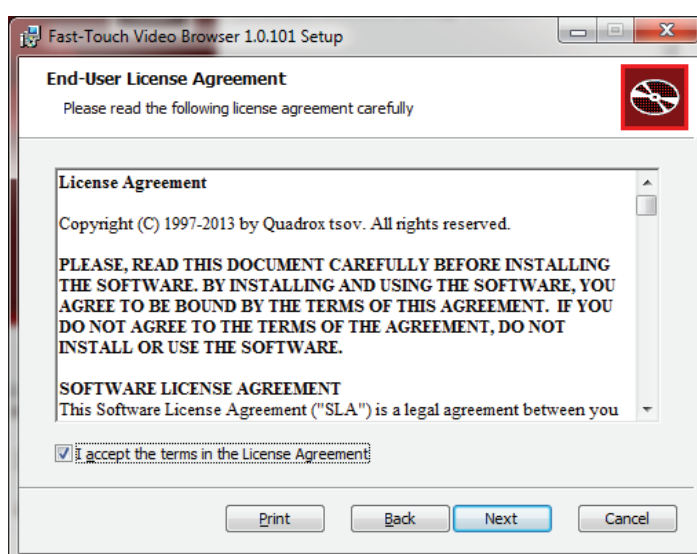 Fast-Touch Video Browser 1.0.101 Setup
End-User License Agreement
Please read the following license agreement carefully
License Agreement
Copyright (C) 1997-2013 by Quadrox tsov. All rights reserved.
PLEASE, READ THIS DOCUMENT CAREFULLY BEFORE INSTALLING
THE SOFTWARE. BY INSTALLING AND USING THE SOFTWARE, YOU
AGREE TO BE BOUND BY THE TERMS OF THIS AGREEMENT. IF YOU
DO NOT AGREE TO THE TERMS OF THE AGREEMENT, DO NOT
INSTALL OR USE THE SOFTWARE.
SOFTWARE LICENSE AGREEMENT
This Software License Agreement ("SLA") is a legal agreement between you
I accept the terms in the License Agreement
Print Back Next Cancel